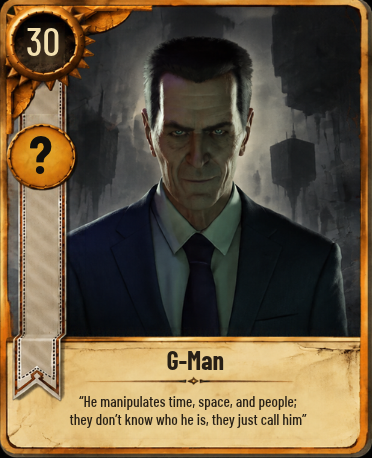 30
?
G-Man
“He manipulates time, space, and people;
they don’t know who he is, they just call him”